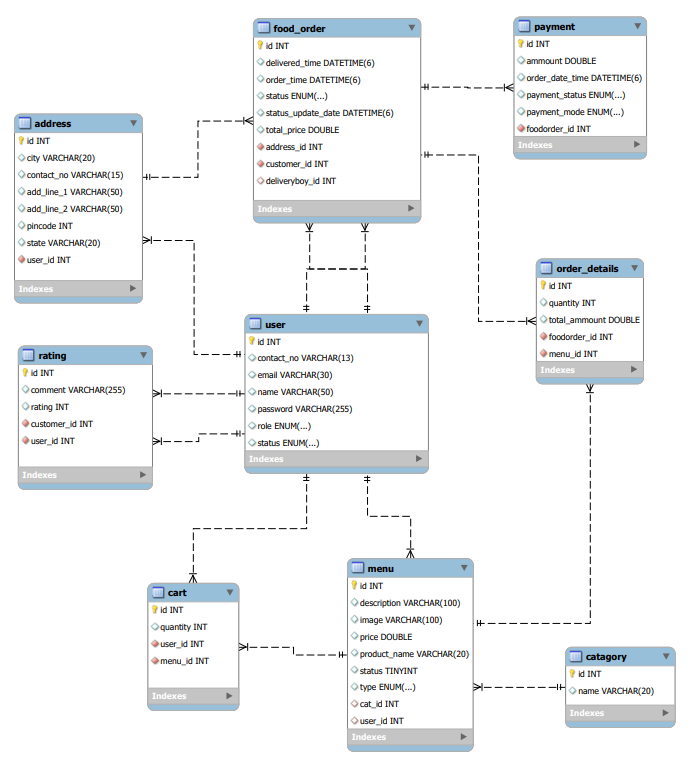 food_order
id INT
delivered_time DATETIME(6)
order_time DATETIME(6)
status ENUM(...)
status_update_date DATETIME(6)
total_price DOUBLE
address_id INT
customer_id INT
deliveryboy_id INT
Indexes
payment
id INT
ammount DOUBLE
order_date_time DATETIME(6)
payment_status ENUM(...)
payment_mode ENUM(...)
foodorder_id INT
Indexes
address
id INT
city VARCHAR(20)
contact_no VARCHAR(15)
add_line_1 VARCHAR(50)
add_line_2 VARCHAR(50)
pincode INT
state VARCHAR(20)
user_id INT
Indexes
order_details
id INT
quantity INT
total_ammount DOUBLE
foodorder_id INT
menu_id INT
Indexes
user
id INT
contact_no VARCHAR(13)
email VARCHAR(30)
name VARCHAR(50)
password VARCHAR(255)
role ENUM(...)
status ENUM(...)
Indexes
rating
id INT
comment VARCHAR(255)
rating INT
customer_id INT
user_id INT
Indexes
menu
id INT
description VARCHAR(100)
image VARCHAR(100)
price DOUBLE
product_name VARCHAR(20)
status TINYINT
type ENUM(...)
cat_id INT
user_id INT
Indexes
cart
id INT
quantity INT
user_id INT
menu_id INT
Indexes
catagory
id INT
name VARCHAR(20)
Indexes